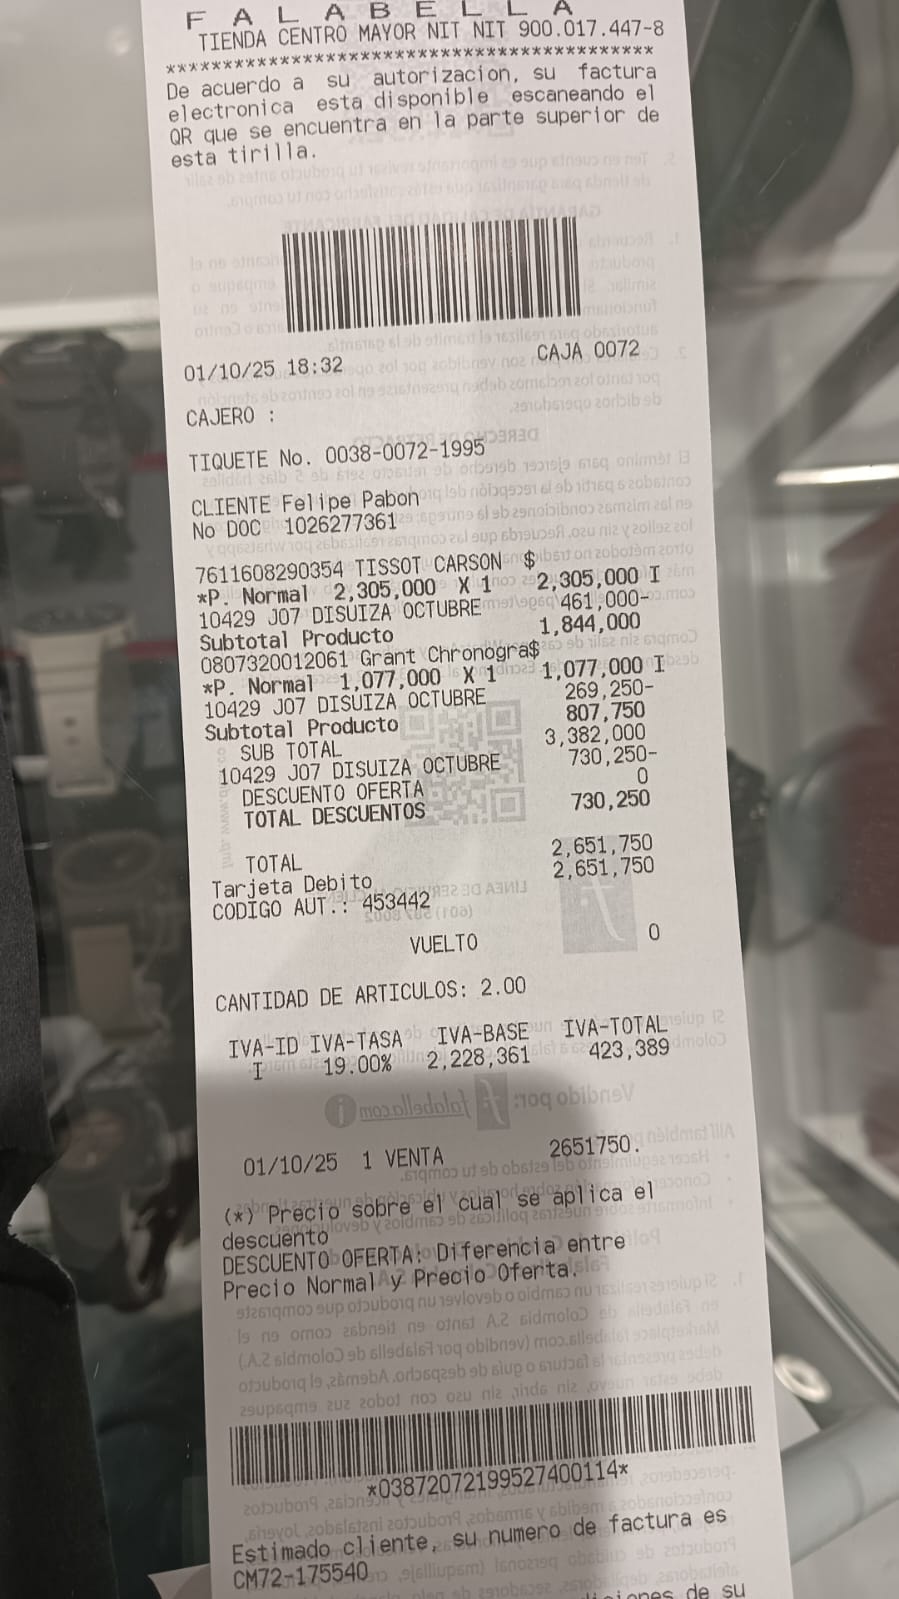 F A L A B E L L A
TIENDA CENTRO MAYOR NIT NIT 900.017.447-8
*******************************************
De acuerdo a su autorizacion, su factura
electronica esta disponible escaneando el
QR que se encuentra en la parte superior de
esta tirilla.
01/10/25 18:32 CAJA 0072
CAJERO :
TIQUETE No. 0038-0072-1995
CLIENTE Felipe Pabon
No DOC 1026277361
7611608290354 TISSOT CARSON $
*P. Normal 2,305,000 X 1 2,305,000 I
10429 J07 DISUIZA OCTUBRE 461,000-
Subtotal Producto 1,844,000
0807320012061 Grant Chronogra$
*P. Normal 1,077,000 X 1 1,077,000 I
10429 J07 DISUIZA OCTUBRE 269,250-
Subtotal Producto 807,750
SUB TOTAL 3,382,000
10429 J07 DISUIZA OCTUBRE 730,250-
DESCUENTO OFERTA 0
TOTAL DESCUENTOS 730,250
TOTAL 2,651,750
Tarjeta Debito 2,651,750
CODIGO AUT.: 453442
VUELTO 0
CANTIDAD DE ARTICULOS: 2.00
IVA-ID IVA-TASA IVA-BASE IVA-TOTAL
I 19.00% 2,228,361 423,389
01/10/25 1 VENTA 2651750.
(*) Precio sobre el cual se aplica el
descuento
DESCUENTO OFERTA: Diferencia entre
Precio Normal y Precio Oferta.
*03872072199527400114*
Estimado cliente, su numero de factura es
CM72-175540
de su